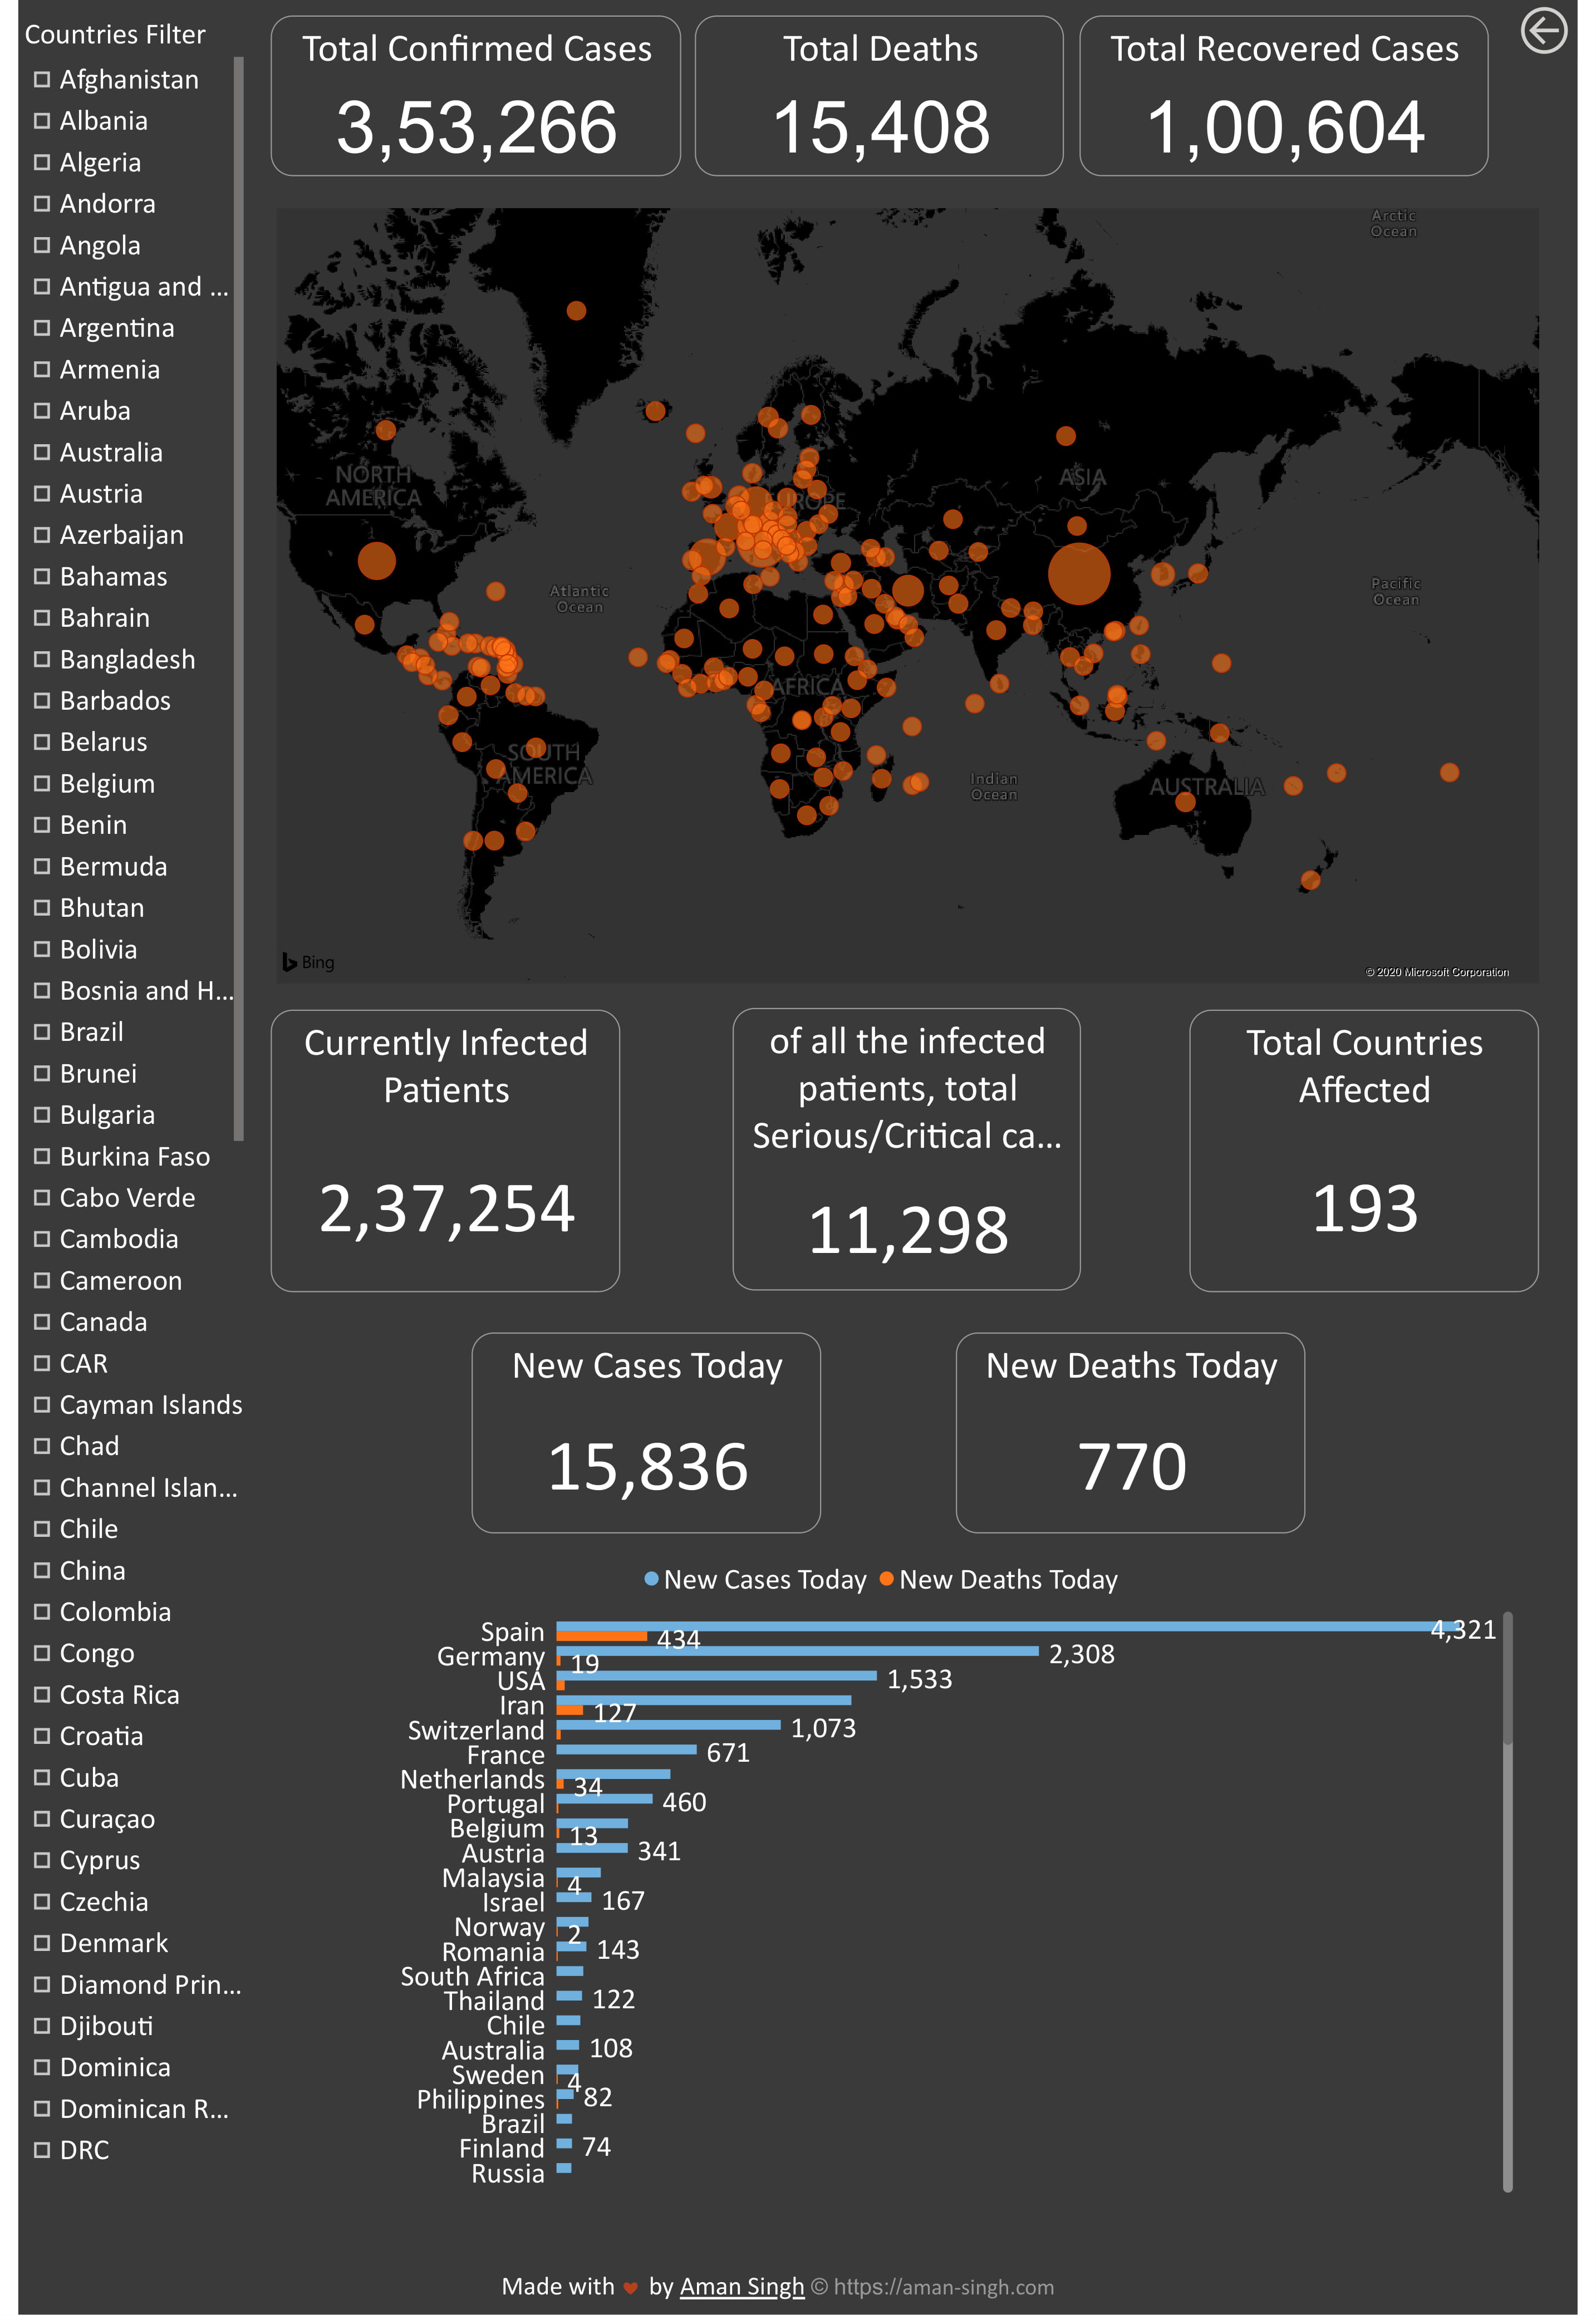 Countries Filter
Afghanistan
Albania
Algeria
Andorra
Angola
Antigua and ...
Argentina
Armenia
Aruba
Australia
Austria
Azerbaijan
Bahamas
Bahrain
Bangladesh
Barbados
Belarus
Belgium
Benin
Bermuda
Bhutan
Bolivia
Bosnia and H...
Brazil
Brunei
Bulgaria
Burkina Faso
Cabo Verde
Cambodia
Cameroon
Canada
CAR
Cayman Islands
Chad
Channel Islan...
Chile
China
Colombia
Congo
Costa Rica
Croatia
Cuba
Curaçao
Cyprus
Czechia
Denmark
Diamond Prin...
Djibouti
Dominica
Dominican R...
DRC
Total Confirmed Cases
3,53,266
Total Deaths
15,408
Total Recovered Cases
1,00,604
Arctic
Ocean
NORTH
AMERICA
ASIA
Atlantic
Ocean
Pacific
Ocean
AFRICA
SOUTH
AMERICA
Indian
Ocean
AUSTRALIA
Bing
© 2020 Microsoft Corporation
Currently Infected
Patients
2,37,254
of all the infected
patients, total
Serious/Critical ca...
11,298
Total Countries
Affected
193
New Cases Today
15,836
New Deaths Today
770
New Cases Today New Deaths Today
Spain 4,321
434
Germany 2,308
19
USA 1,533
Iran 127
Switzerland 1,073
France 671
Netherlands 34
Portugal 460
Belgium 13
Austria 341
Malaysia 4
Israel 167
Norway 2
Romania 143
South Africa
Thailand 122
Chile
Australia 108
Sweden 4
Philippines 82
Brazil
Finland 74
Russia
Made with ♥ by Aman Singh © https://aman-singh.com